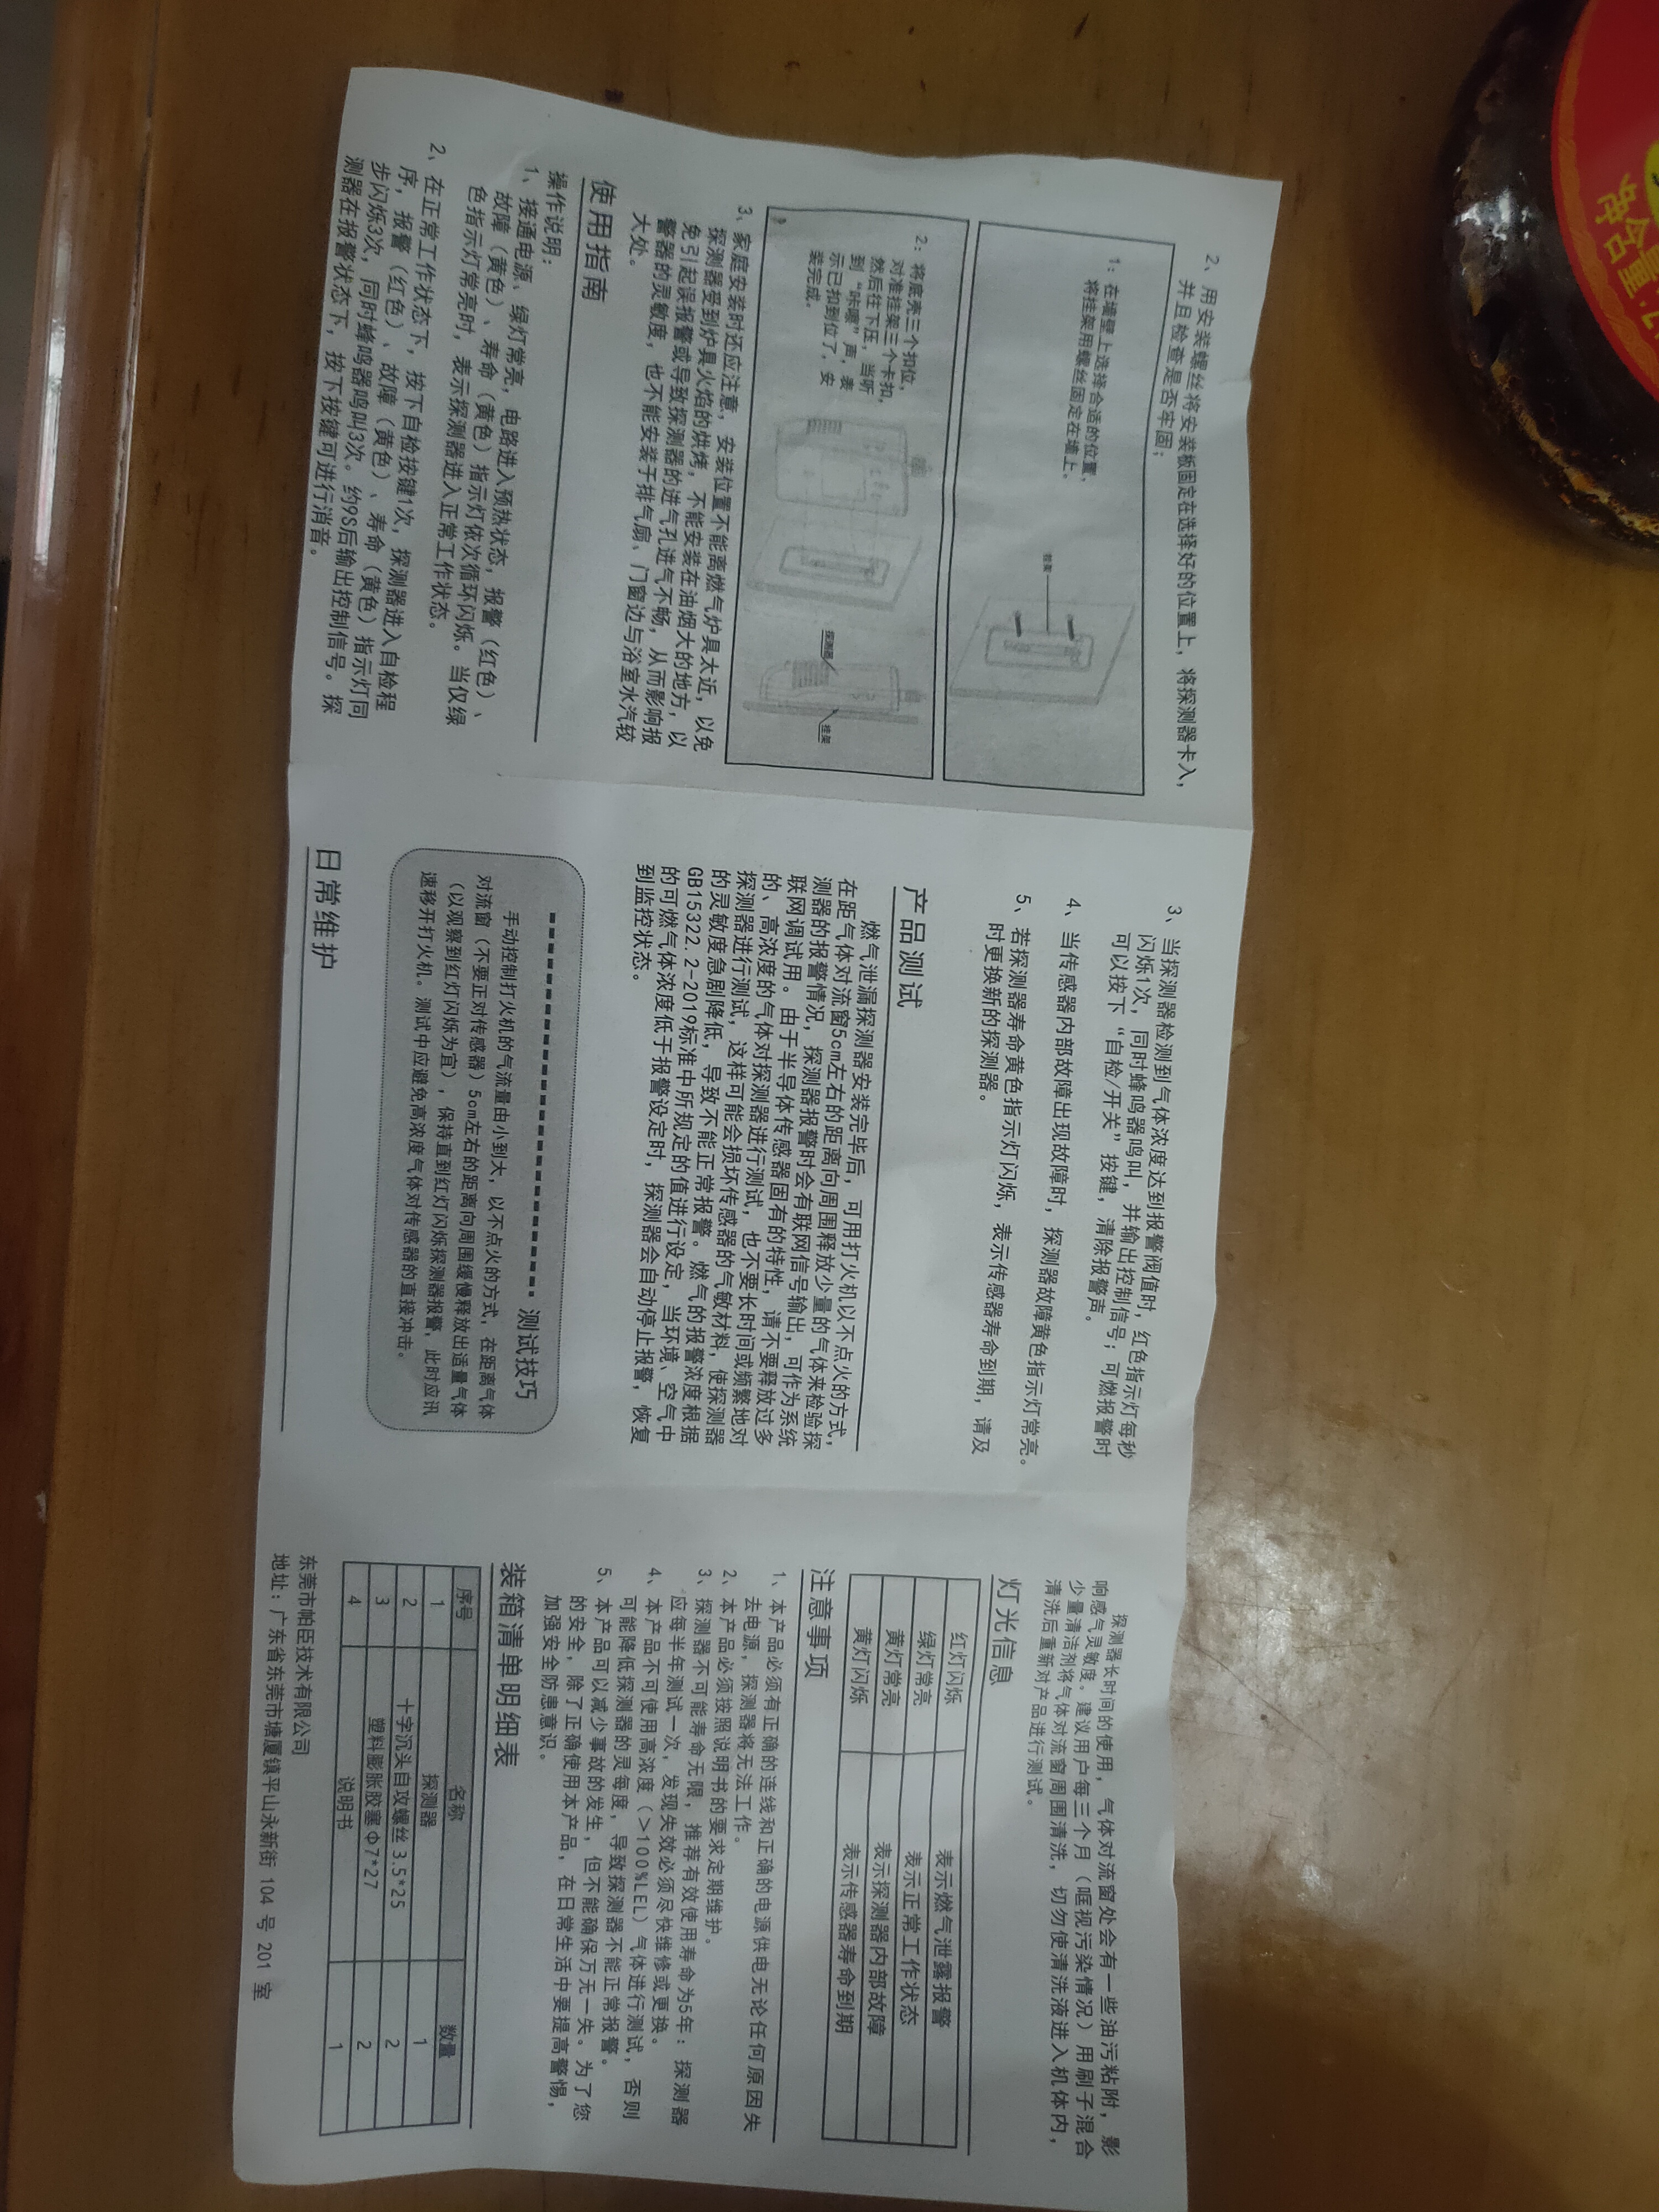 2、用安装螺丝将安装板固定在选择好的位置上，将探测器卡入，
并且检查是否牢固；
1：在墙壁上选择合适的位置，
将挂架用螺丝固定在墙上。
挂架
2：将底壳三个扣位，
对准挂架三个卡扣，
然后往下压，当听
到“咔嚓”声，表
示已扣到位了，安
装完成。
探测器
挂架
3、家庭安装时还应注意，安装位置不能离燃气炉具太近，以免
探测器受到炉具火焰的烘烤，不能安装在油烟大的地方，以
免引起误报警或导致探测器的进气孔进气不畅，从而影响报
警器的灵敏度，也不能安装于排气扇、门窗边与浴室水汽较
大处。
使用指南
操作说明：
1、接通电源、绿灯常亮，电路进入预热状态，报警（红色）、
故障（黄色）、寿命（黄色）指示灯依次循环闪烁。当仅绿
色指示灯常亮时，表示探测器进入正常工作状态。
2、在正常工作状态下，按下自检按键1次，探测器进入自检程
序，报警（红色）、故障（黄色）、寿命（黄色）指示灯同
步闪烁3次，同时蜂鸣器鸣叫3次。约9S后输出控制信号。探
测器在报警状态下，按下按键可进行消音。
3、当探测器检测到气体浓度达到报警阀值时，红色指示灯每秒
闪烁1次，同时蜂鸣器鸣叫，并输出控制信号；可燃报警时
可以按下“自检/开关”按键，清除报警声。
4、当传感器内部故障出现故障时，探测器故障黄色指示灯常亮。
5、若探测器寿命黄色指示灯闪烁，表示传感器寿命到期，请及
时更换新的探测器。
产品测试
燃气泄漏探测器安装完毕后，可用打火机以不点火的方式，
在距气体对流窗5cm左右的距离向周围释放少量的气体来检验探
测器的报警情况，探测器报警时会有联网信号输出，可作为系统
联网调试用。由于半导体传感器固有的特性，请不要释放过多
的、高浓度的气体对探测器进行测试，也不要长时间或频繁地对
探测器进行测试，这样可能会损坏传感器的气敏材料，使探测器
的灵敏度急剧降低，导致不能正常报警。燃气的报警浓度根据
GB15322.2-2019标准中所规定的值进行设定，当环境、空气中
的可燃气体浓度低于报警设定时，探测器会自动停止报警，恢复
到监控状态。
测试技巧
手动控制打火机的气流量由小到大，以不点火的方式，在距离气体
对流窗（不要正对传感器）5cm左右的距离向周围缓慢释放出适量气体
（以观察到红灯闪烁为宜），保持直到红灯闪烁探测器报警，此时应讯
速移开打火机。测试中应避免高浓度气体对传感器的直接冲击。
日常维护
探测器长时间的使用，气体对流窗处会有一些油污粘附，影
响感气灵敏度。建议用户每三个月（哐视污染情况）用刷子混合
少量清洁剂将气体对流窗周围清洗，切勿使清洗液进入机体内，
清洗后重新对产品进行测试。
灯光信息
红灯闪烁 表示燃气泄露报警
绿灯常亮 表示正常工作状态
黄灯常亮 表示探测器内部故障
黄灯闪烁 表示传感器寿命到期
注意事项
1、本产品必须有正确的连线和正确的电源供电无论任何原因失
去电源，探测器将无法工作。
2、本产品必须按照说明书的要求定期维护。
3、探测器不可能寿命无限，推荐有效使用寿命为5年：探测器
应每半年测试一次，发现失效必须尽快维修或更换。
4、本产品不可使用高浓度（＞100%LEL）气体进行测试，否则
可能降低探测器的灵每度，导致探测器不能正常报警。
5、本产品可以减少事故的发生，但不能确保万无一失。为了您
的安全，除了正确使用本产品，在日常生活中要提高警惕，
加强安全防患意识。
装箱清单明细表
序号 名称 数量
1 探测器 1
2 十字沉头自攻螺丝 3.5*25 2
3 塑料膨胀胶塞Φ7*27 2
4 说明书 1
东莞市帕臣技术有限公司
地址：广东省东莞市塘厦镇平山永新街 104 号 201 室
净含量: